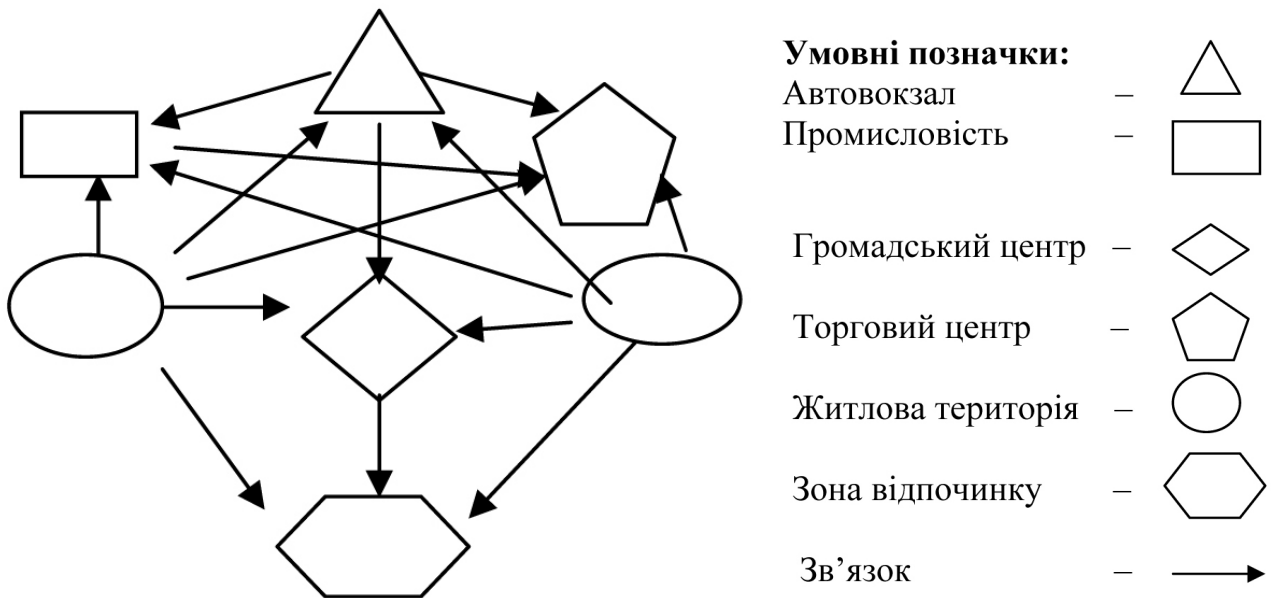 Умовні позначки:
Автовокзал –
Промисловість –
Громадський центр –
Торговий центр –
Житлова територія –
Зона відпочинку –
Зв’язок –